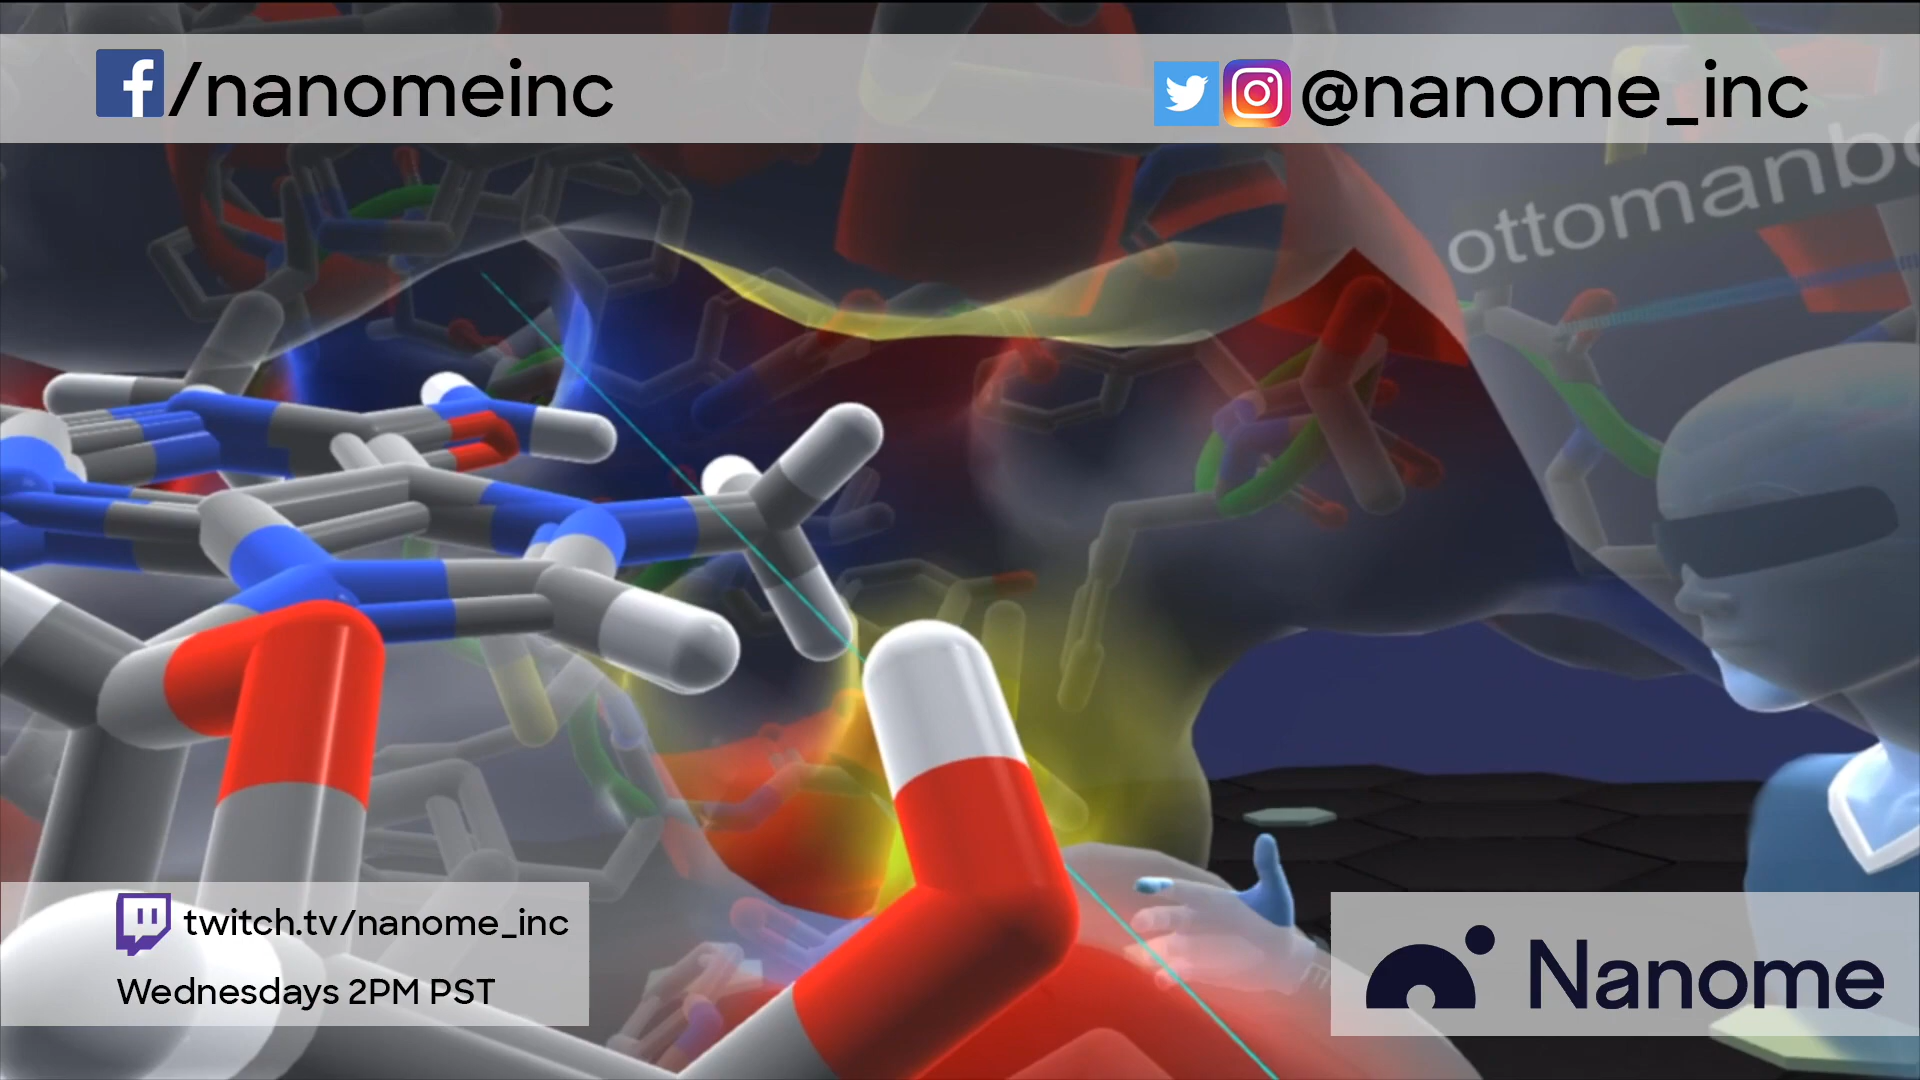 /nanomeinc
@nanome_inc
twitch.tv/nanome_inc
Wednesdays 2PM PST
Nanome